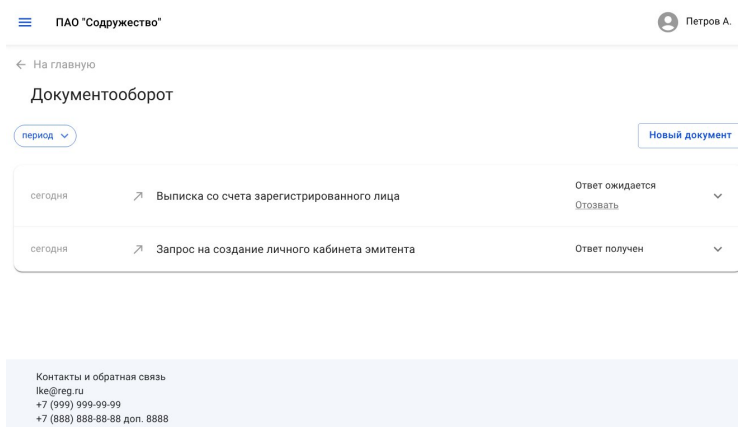 ПАО "Содружество"
Петров А.
На главную
Документооборот
период
Новый документ
сегодня
Выписка со счета зарегистрированного лица
Ответ ожидается
Отозвать
сегодня
Запрос на создание личного кабинета эмитента
Ответ получен
Контакты и обратная связь
lke@reg.ru
+7 (999) 999-99-99
+7 (888) 888-88-88 доп. 8888